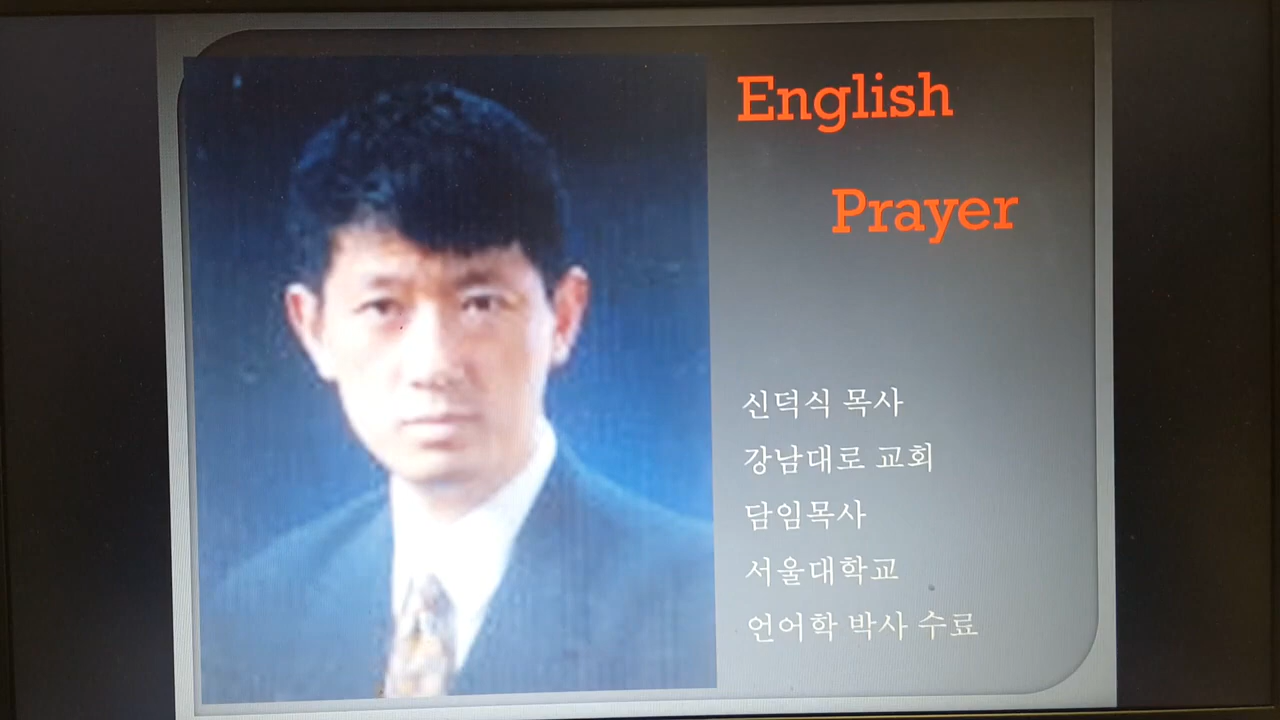 English
Prayer
신덕식 목사
강남대로 교회
담임목사
서울대학교
언어학 박사 수료